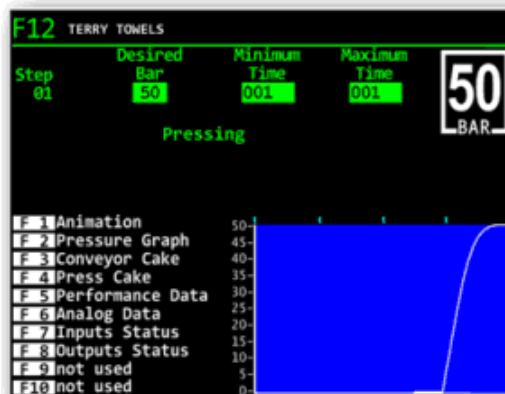 F12 TERRY TOWELS
Desired Minimum Maximum
Step Bar Time Time
01 50 001 001
50
BAR
Pressing
F 1 Animation
F 2 Pressure Graph
F 3 Conveyor Cake
F 4 Press Cake
F 5 Performance Data
F 6 Analog Data
F 7 Inputs Status
F 8 Outputs Status
F 9 not used
F10 not used
50
45
40
35
30
25
20
15
10
5
0